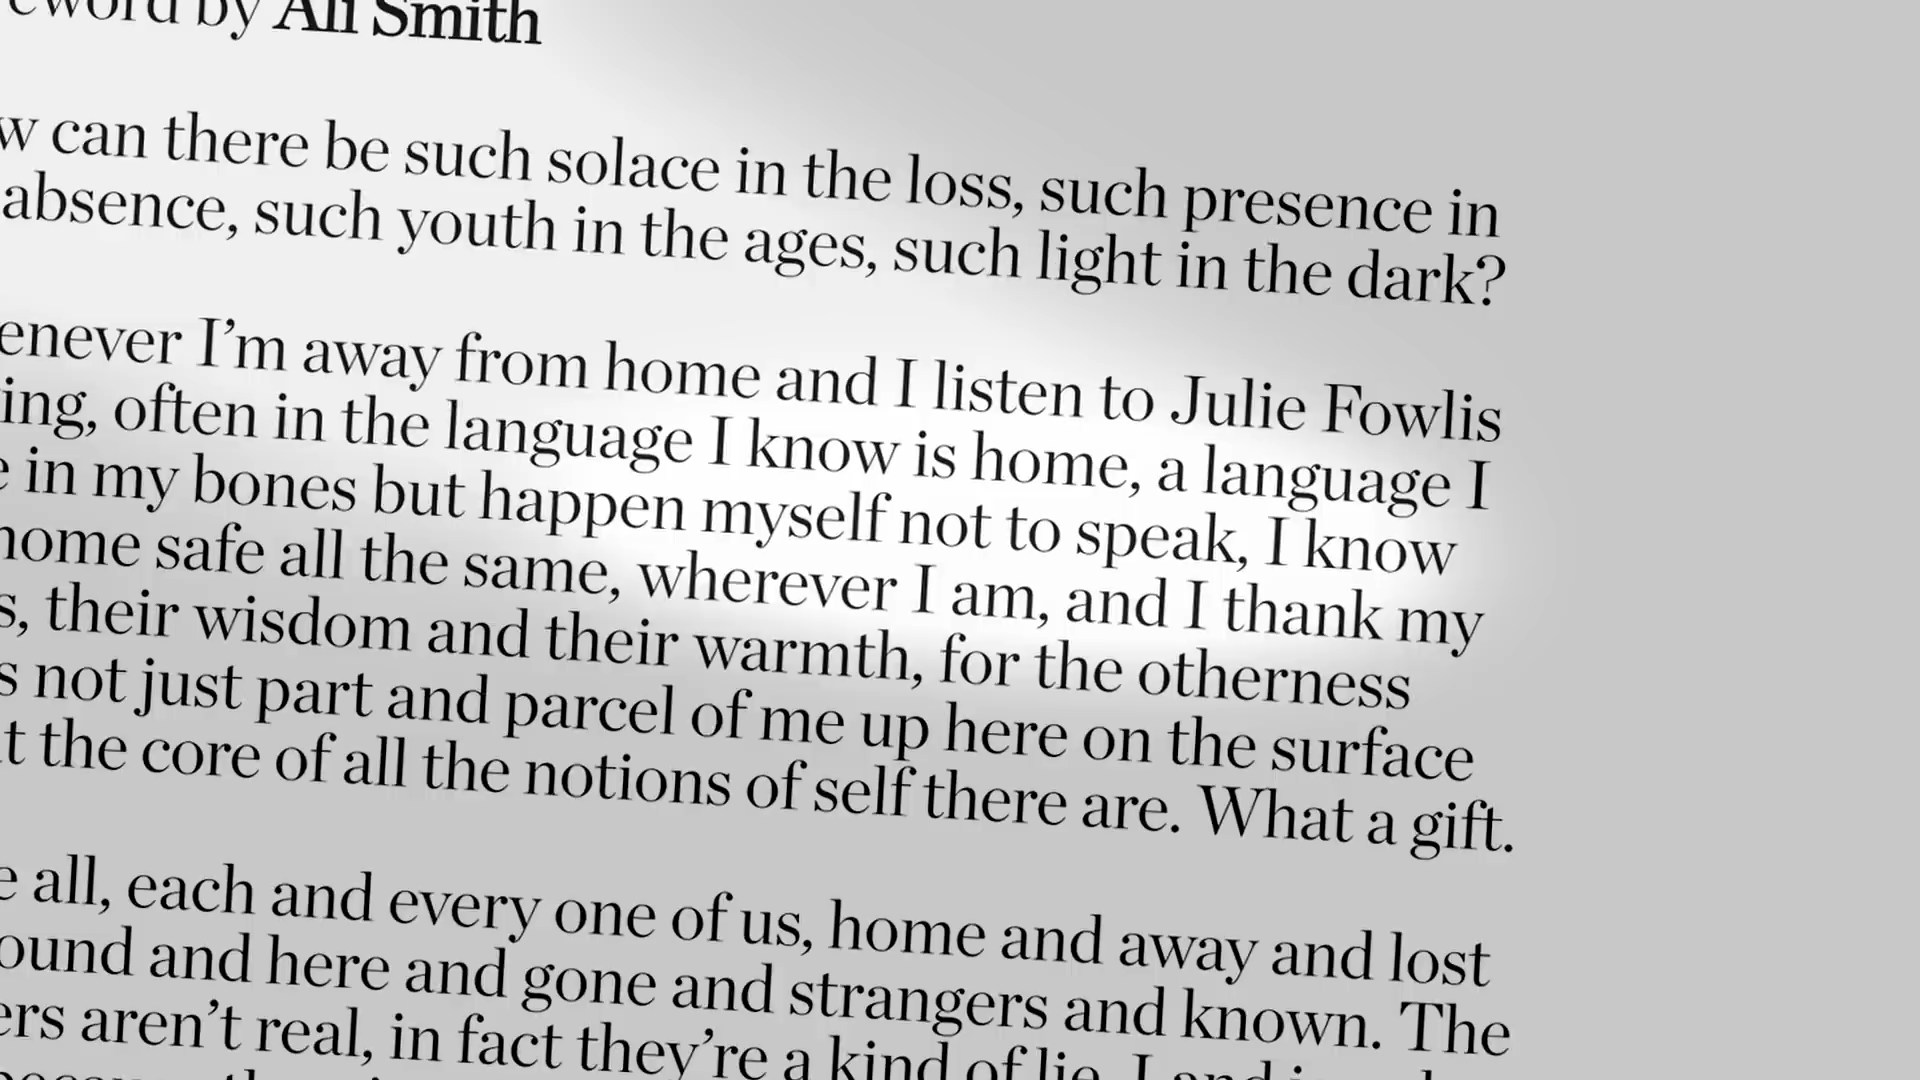 by Ali Smith
can there be such solace in the loss, such presence in
absence, such youth in the ages, such light in the dark?
I'm away from home and I listen to Julie Fowlis
often in the language I know is home, a language I
in my bones but happen myself not to speak, I know
home safe all the same, wherever I am, and I thank my
their wisdom and their warmth, for the otherness
not just part and parcel of me up here on the surface
the core of all the notions of self there are. What a gift.
all, each and every one of us, home and away and lost
and here and gone and strangers and known. The
aren't real, in fact they're a kind of lie.